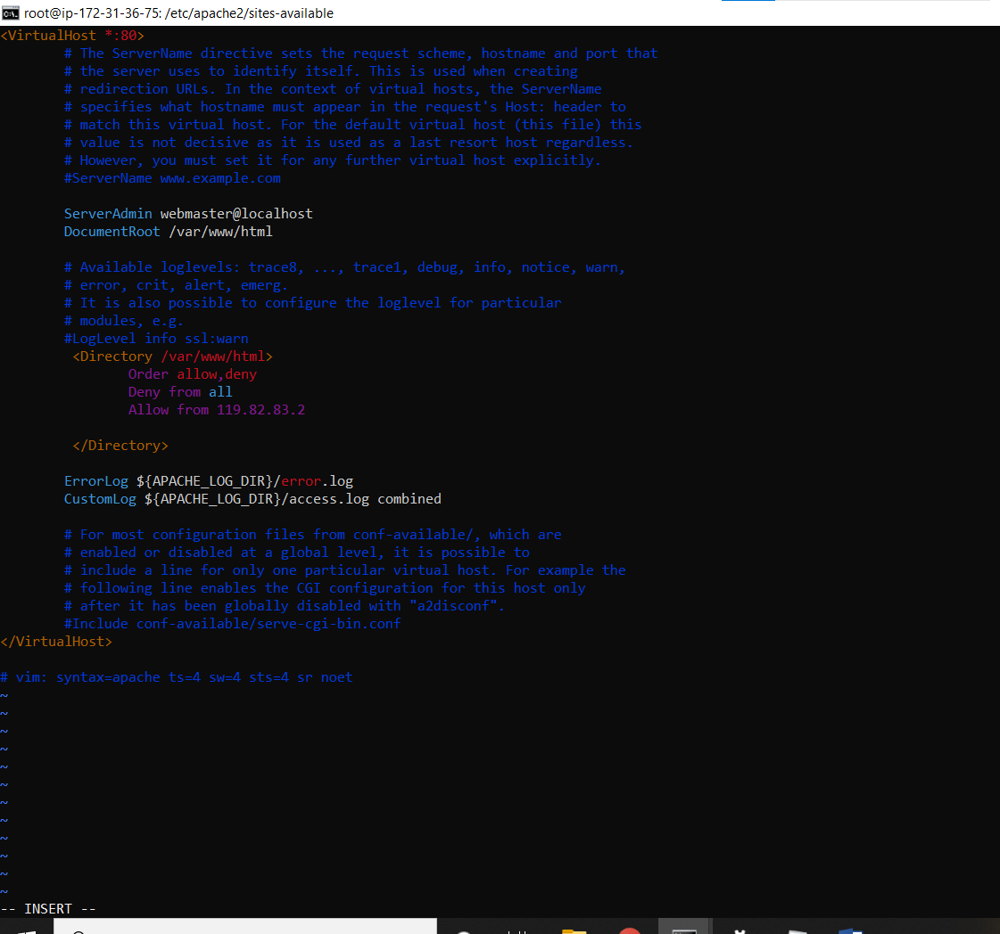 root@ip-172-31-36-75: /etc/apache2/sites-available
<VirtualHost *:80>
# The ServerName directive sets the request scheme, hostname and port that
# the server uses to identify itself. This is used when creating
# redirection URLs. In the context of virtual hosts, the ServerName
# specifies what hostname must appear in the request's Host: header to
# match this virtual host. For the default virtual host (this file) this
# value is not decisive as it is used as a last resort host regardless.
# However, you must set it for any further virtual host explicitly.
#ServerName www.example.com
ServerAdmin webmaster@localhost
DocumentRoot /var/www/html
# Available loglevels: trace8, ..., trace1, debug, info, notice, warn,
# error, crit, alert, emerg.
# It is also possible to configure the loglevel for particular
# modules, e.g.
#LogLevel info ssl:warn
<Directory /var/www/html>
Order allow,deny
Deny from all
Allow from 119.82.83.2
</Directory>
ErrorLog ${APACHE_LOG_DIR}/error.log
CustomLog ${APACHE_LOG_DIR}/access.log combined
# For most configuration files from conf-available/, which are
# enabled or disabled at a global level, it is possible to
# include a line for only one particular virtual host. For example the
# following line enables the CGI configuration for this host only
# after it has been globally disabled with "a2disconf".
#Include conf-available/serve-cgi-bin.conf
</VirtualHost>
# vim: syntax=apache ts=4 sw=4 sts=4 sr noet
~
~
~
~
~
~
~
~
~
~
~
~
-- INSERT --